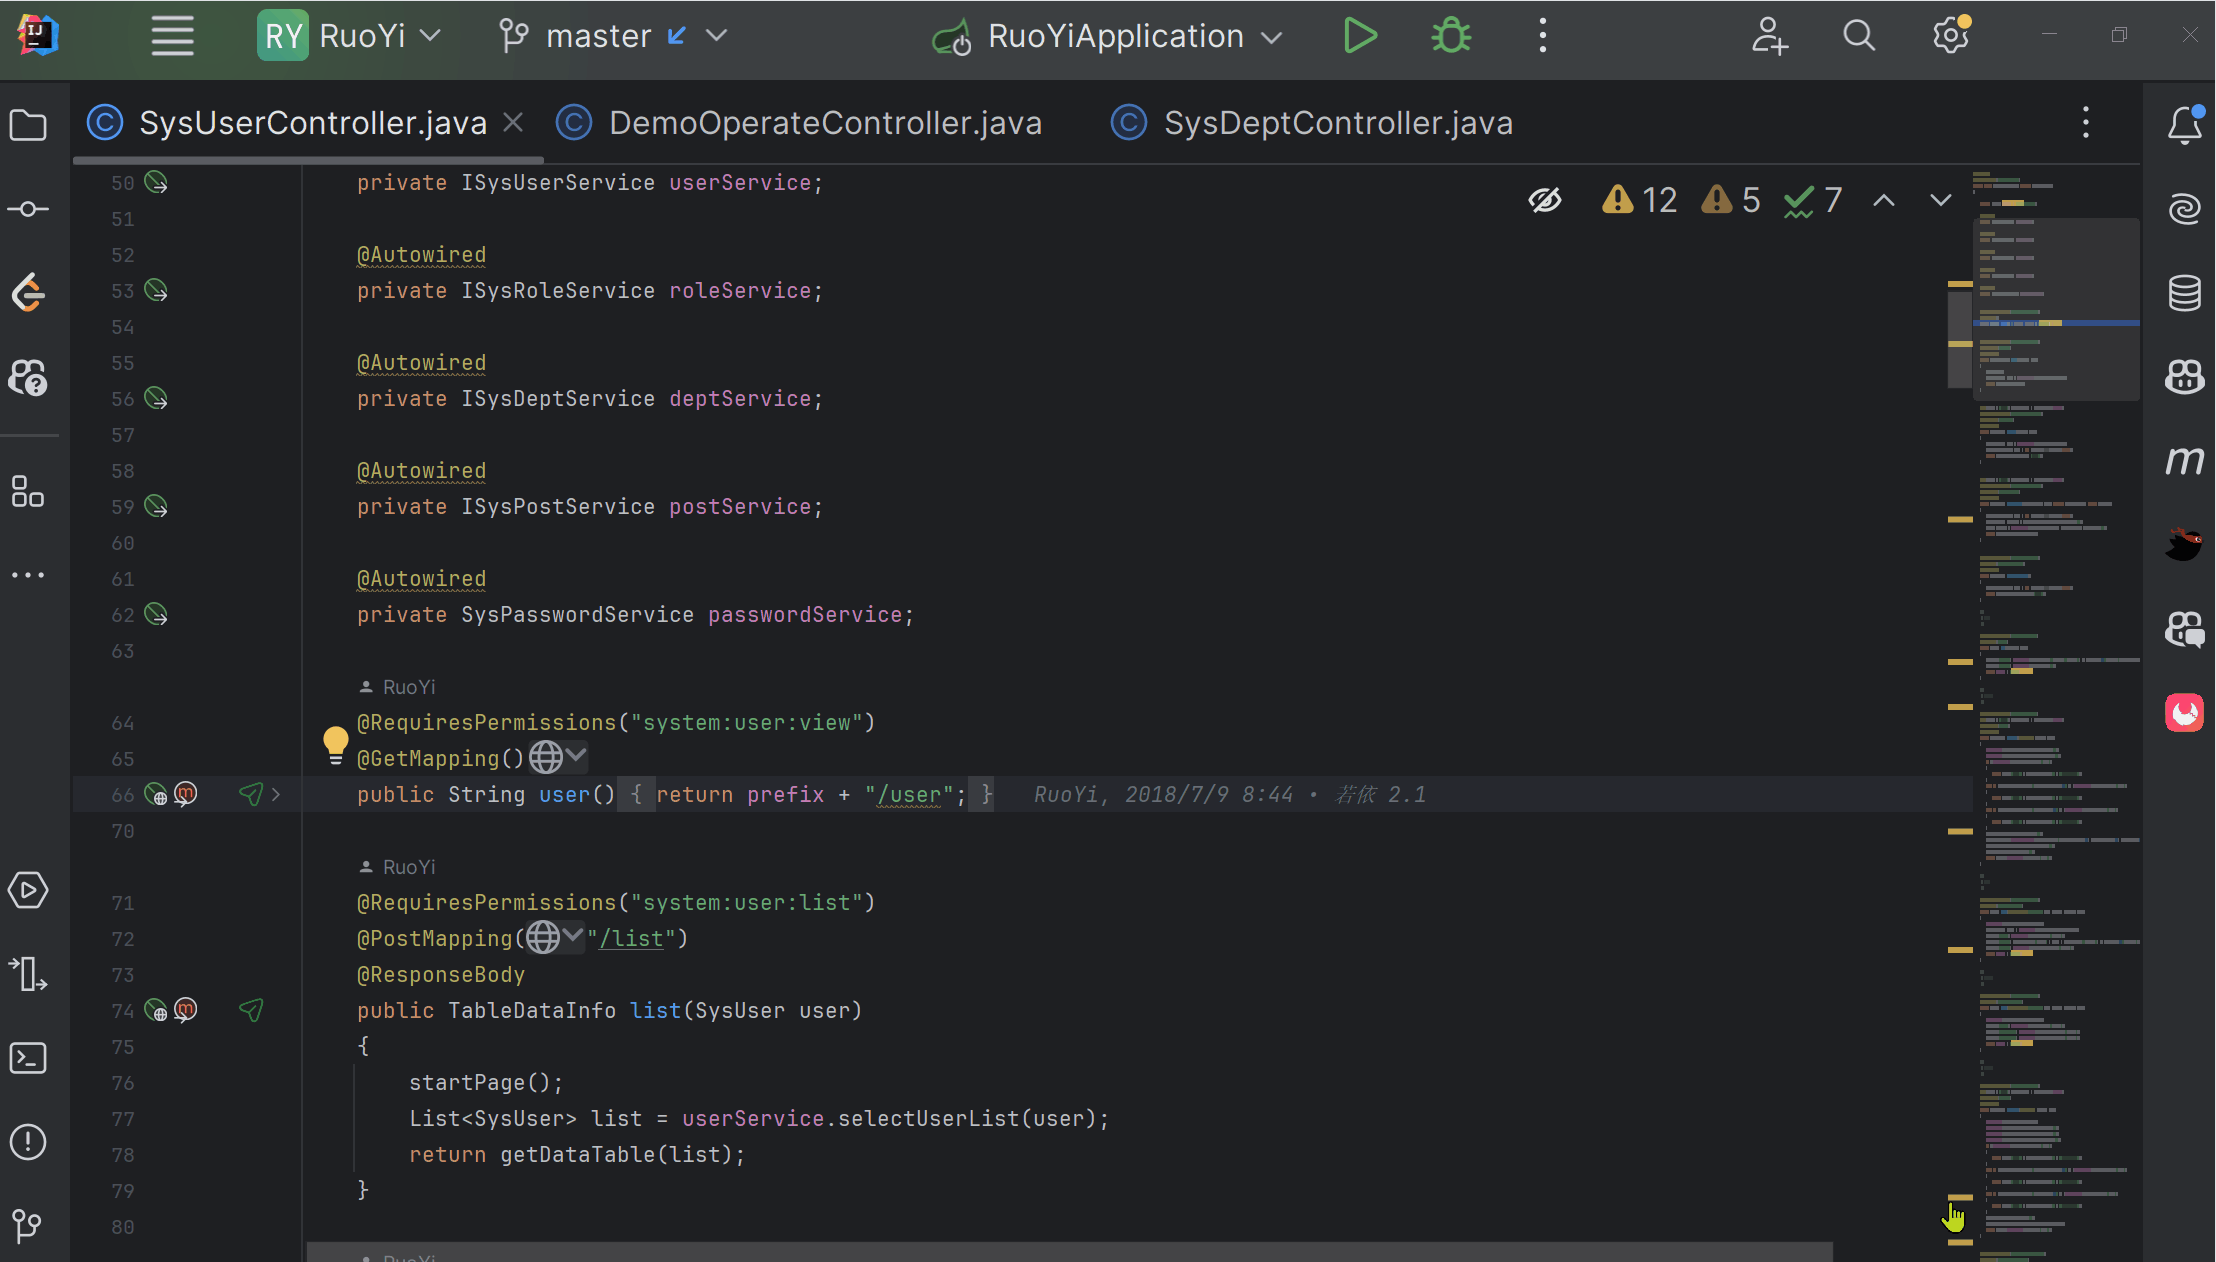 RY RuoYi master RuoYiApplication
SysUserController.java DemoOperateController.java SysDeptController.java
12 5 7
50 private ISysUserService userService;
51
52 @Autowired
53 private ISysRoleService roleService;
54
55 @Autowired
56 private ISysDeptService deptService;
57
58 @Autowired
59 private ISysPostService postService;
60
61 @Autowired
62 private SysPasswordService passwordService;
63
RuoYi
64 @RequiresPermissions("system:user:view")
65 @GetMapping()
66 public String user() { return prefix + "/user"; } RuoYi, 2018/7/9 8:44 • 若依 2.1
70
RuoYi
71 @RequiresPermissions("system:user:list")
72 @PostMapping("/list")
73 @ResponseBody
74 public TableDataInfo list(SysUser user)
75 {
76 startPage();
77 List<SysUser> list = userService.selectUserList(user);
78 return getDataTable(list);
79 }
80
RuoYi